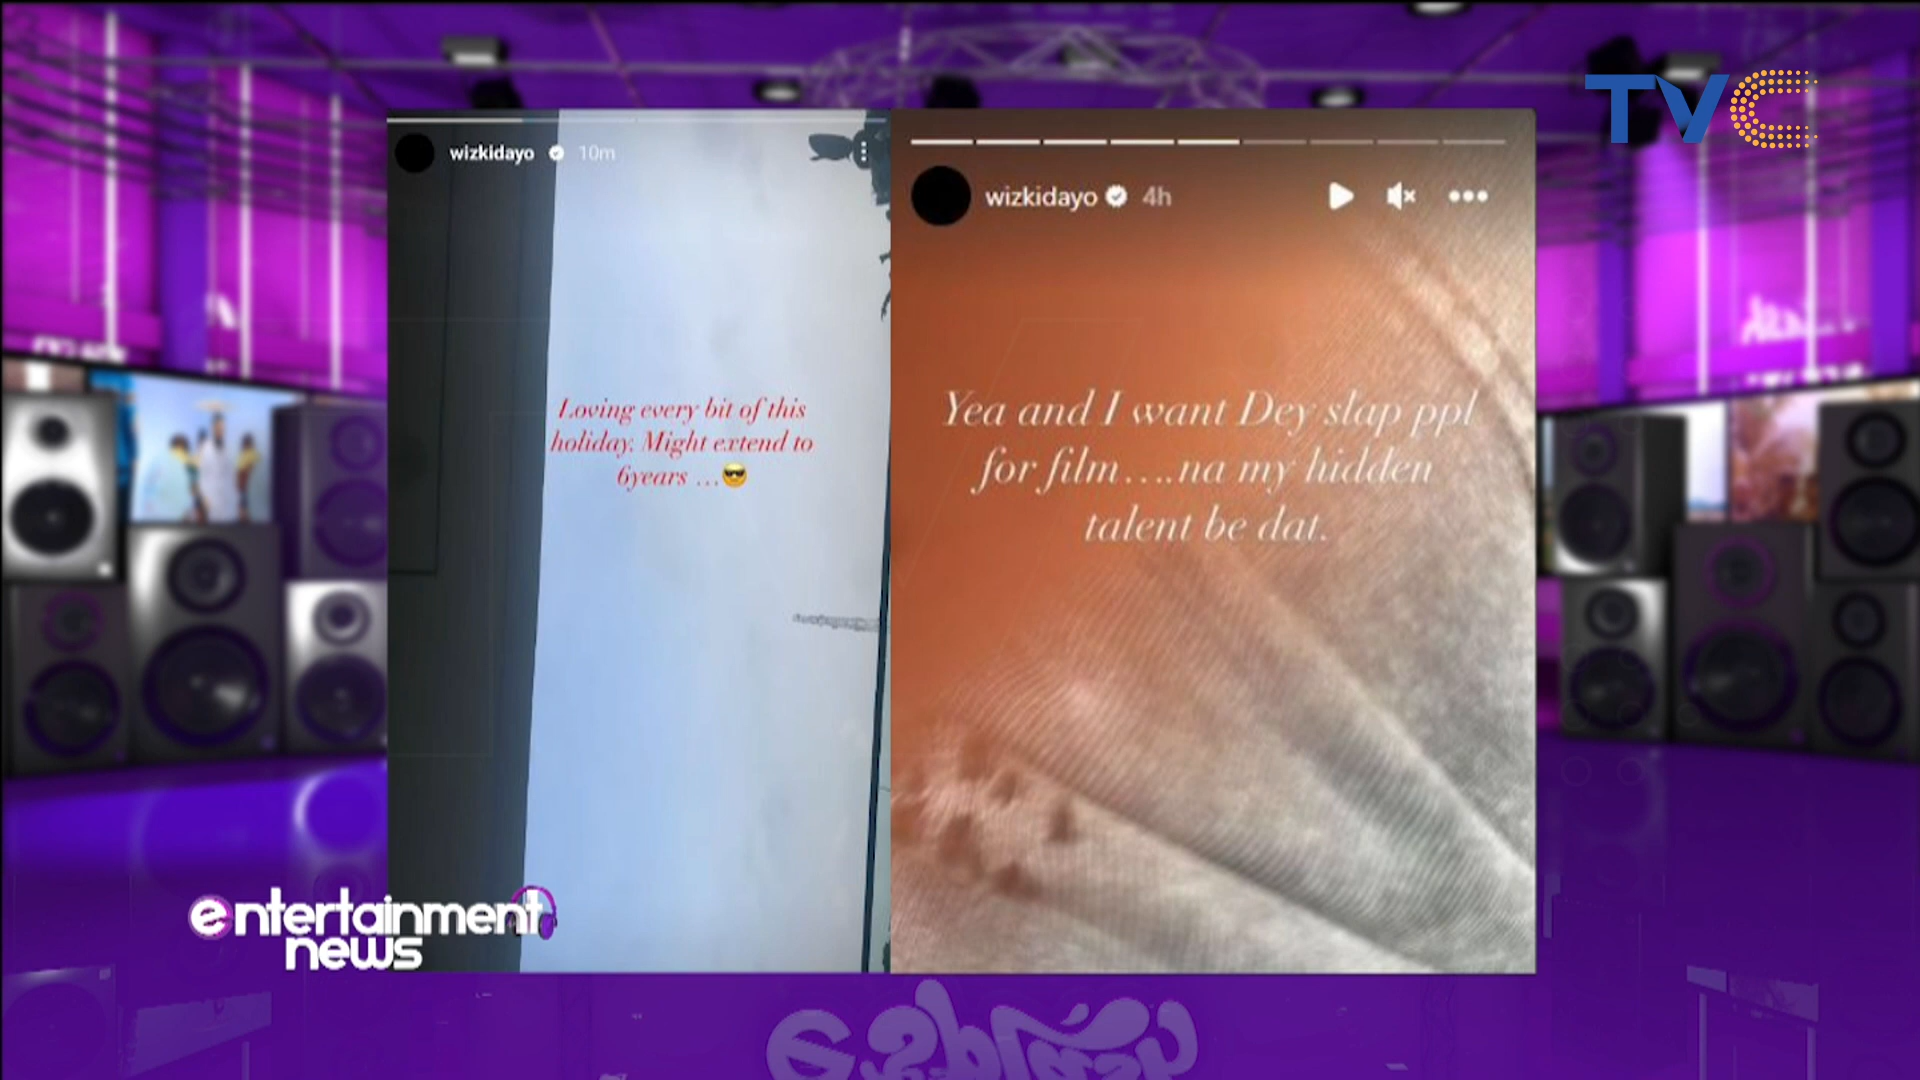 TVC
wizkidayo 10m
Loving every bit of this
holiday. Might extend to
6years ...😎
wizkidayo 4h
Yea and I want Dey slap ppl
for film....na my hidden
talent be dat.
entertainment
news